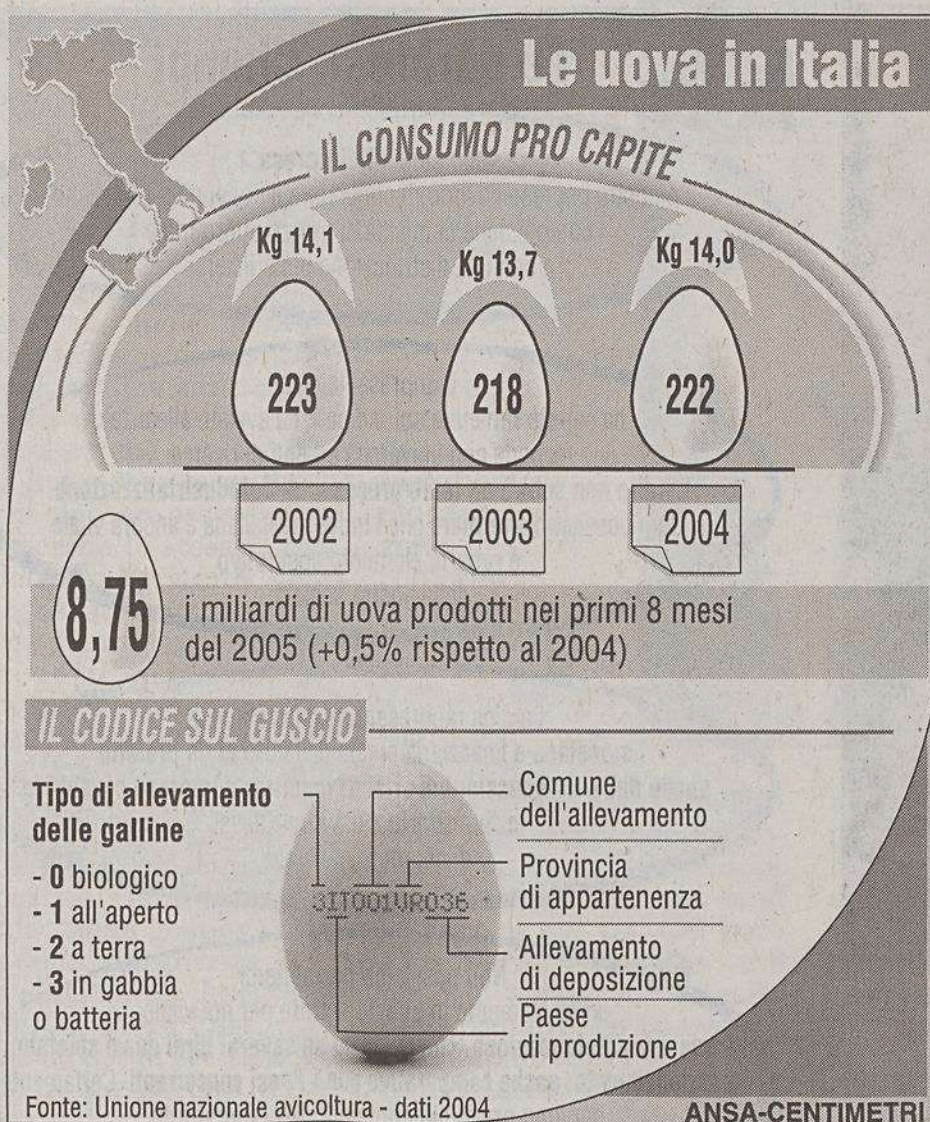 Le uova in Italia
IL CONSUMO PRO CAPITE
Kg 14,1
Kg 13,7
Kg 14,0
223
218
222
2002
2003
2004
8,75
i miliardi di uova prodotti nei primi 8 mesi
del 2005 (+0,5% rispetto al 2004)
IL CODICE SUL GUSCIO
Tipo di allevamento
delle galline
- 0 biologico
- 1 all'aperto
- 2 a terra
- 3 in gabbia
o batteria
3IT001VR036
Comune
dell'allevamento
Provincia
di appartenenza
Allevamento
di deposizione
Paese
di produzione
Fonte: Unione nazionale avicoltura - dati 2004
ANSA-CENTIMETRI